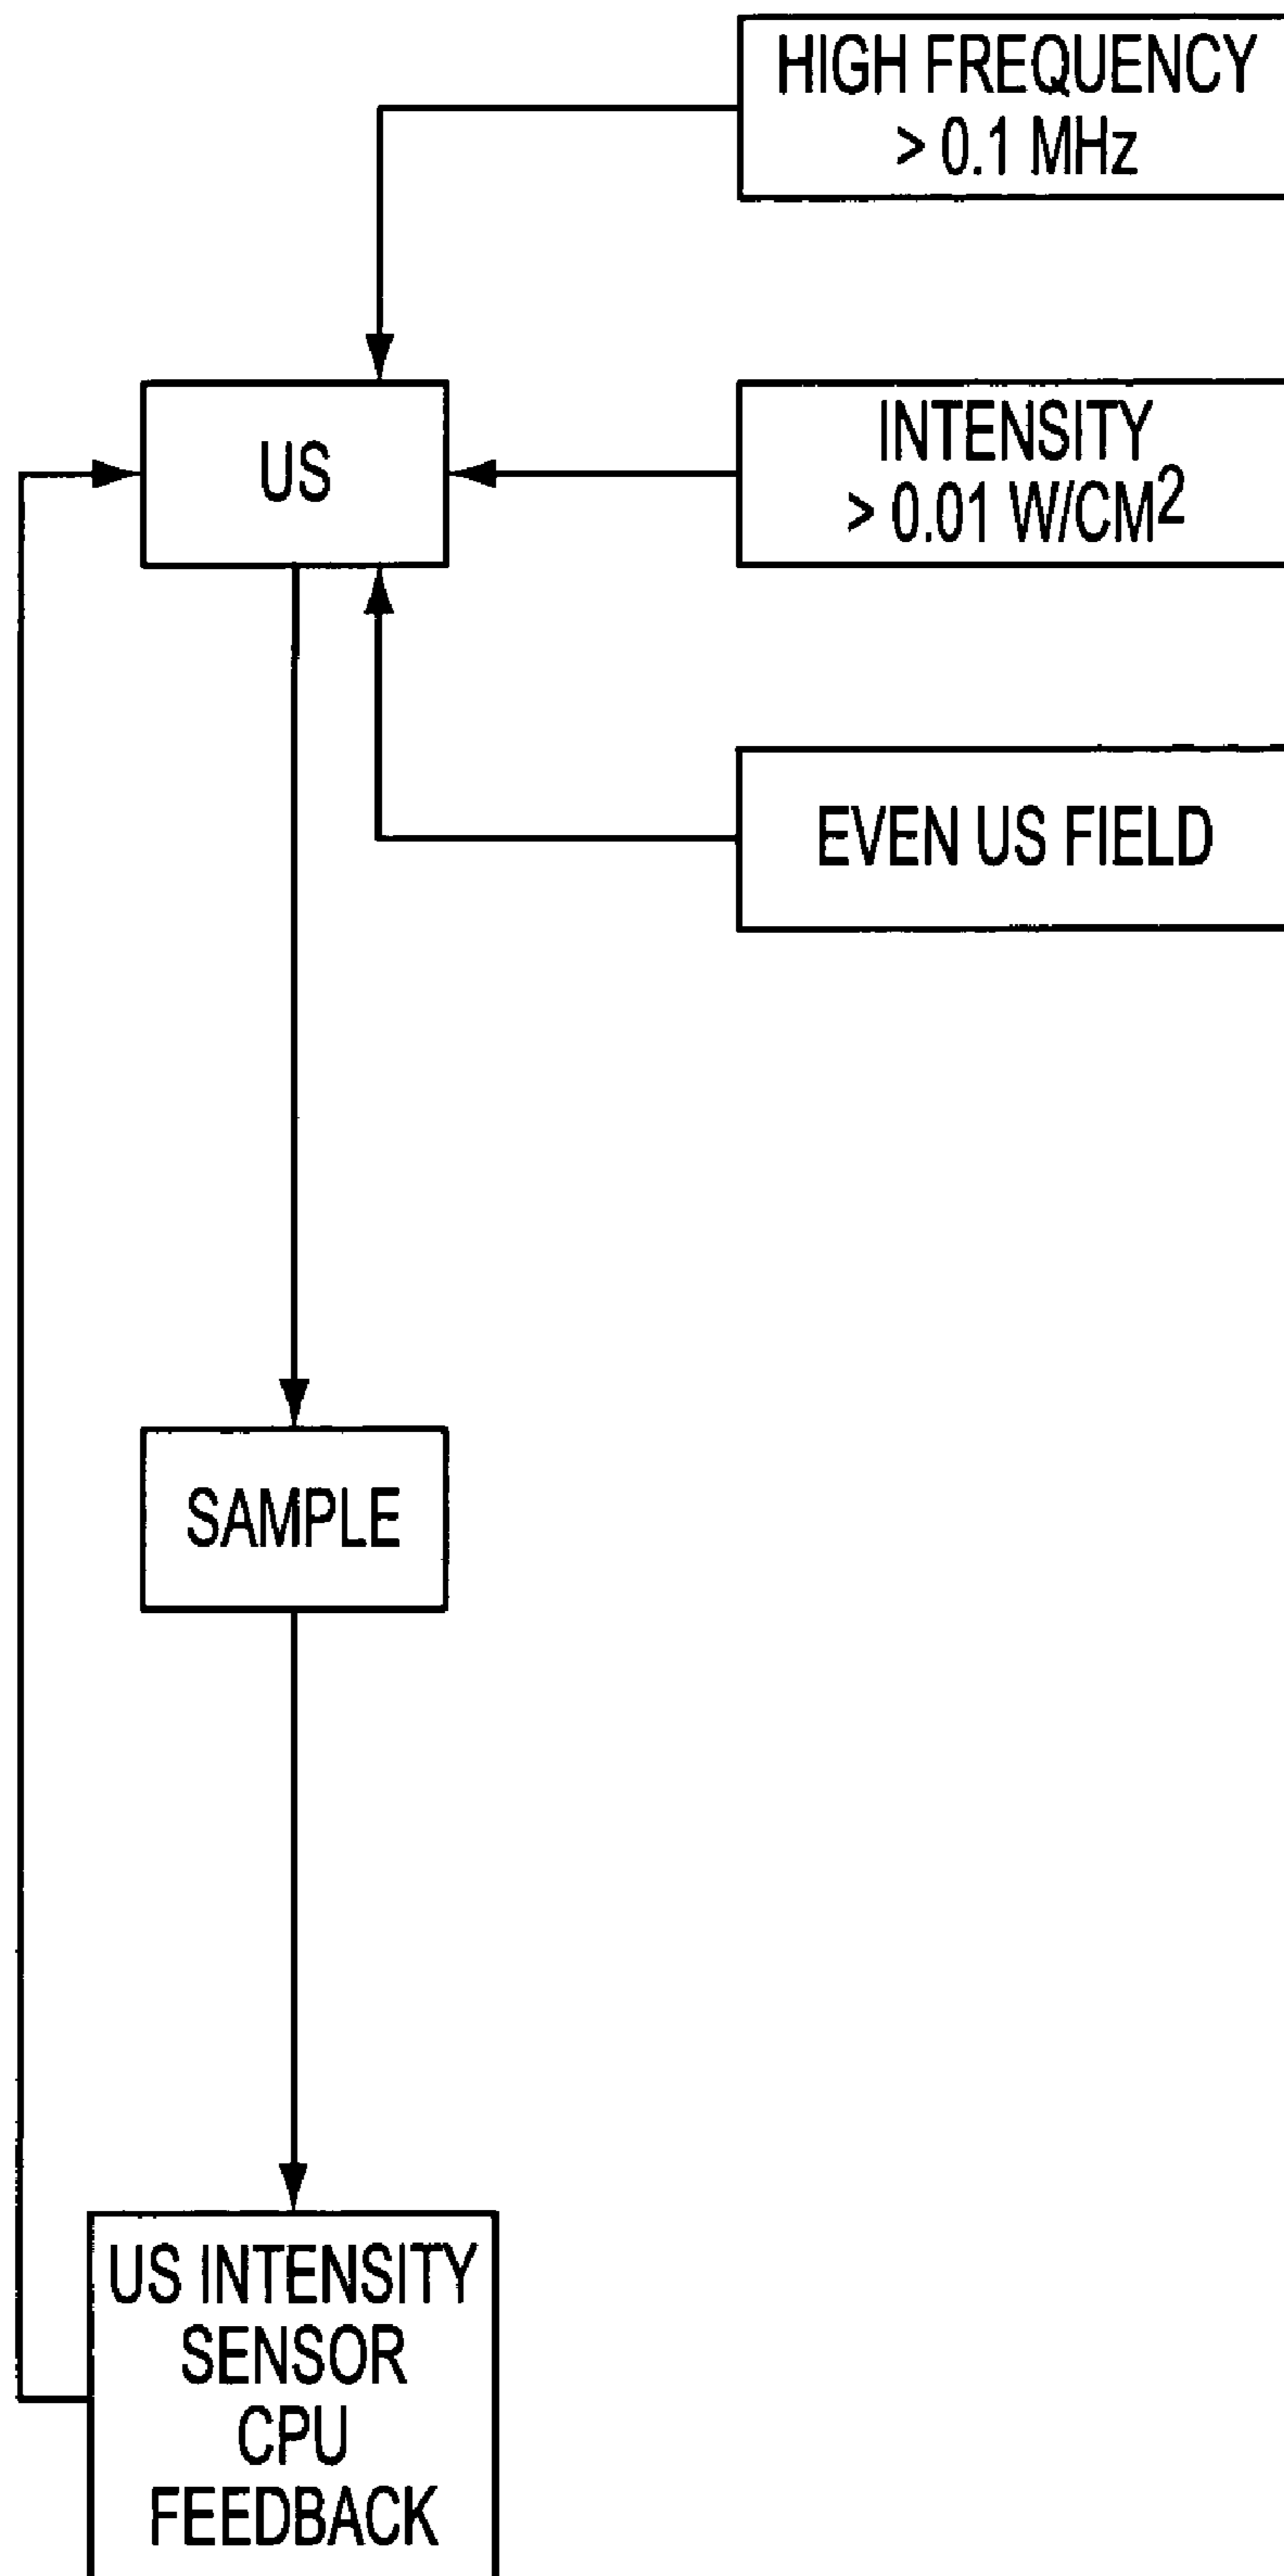 HIGH FREQUENCY
> 0.1 MHz
US
INTENSITY
> 0.01 W/CM²
EVEN US FIELD
SAMPLE
US INTENSITY
SENSOR
CPU
FEEDBACK